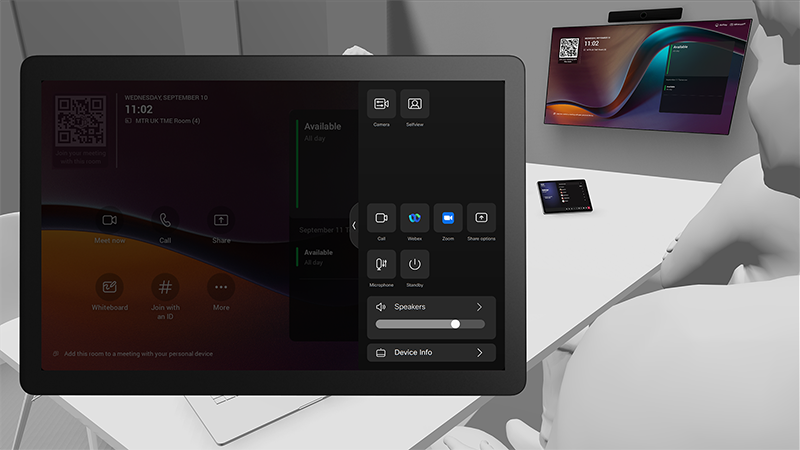 WEDNESDAY, SEPTEMBER 10
11:02
MTR UK TME Room (4)
Join your meeting
with this room
Available
All day
September 11
Available
All day
Meet now
Call
Share
Whiteboard
Join with
an ID
More
Add this room to a meeting with your personal device
Camera
Selfview
Call
Webex
Zoom
Share options
Microphone
Standby
Speakers
Device Info
WEDNESDAY, SEPTEMBER 10
11:02
Available